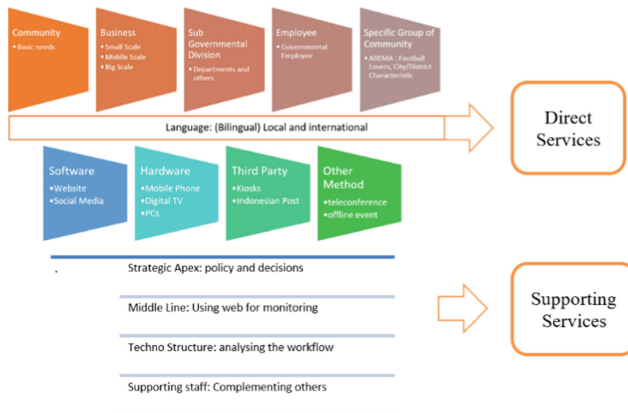 Community
•Basic needs
Business
•Small Scale
•Middle Scale
•Big Scale
Sub
Governmental
Division
•Departments and
others
Employee
•Governmental
Employee
Specific Group of
Community
•AREMA : Football
Lovers, City/District
Characteristic
Language: (Bilingual) Local and international
Direct
Services
Software
•Website
•Social Media
Hardware
•Mobile Phone
•Digital TV
•PCs
Third Party
•Kiosks
•Indonesian Post
Other
Method
•teleconference
•offline event
.
Strategic Apex: policy and decisions
Middle Line: Using web for monitoring
Techno Structure: analysing the workflow
Supporting staff: Complementing others
Supporting
Services